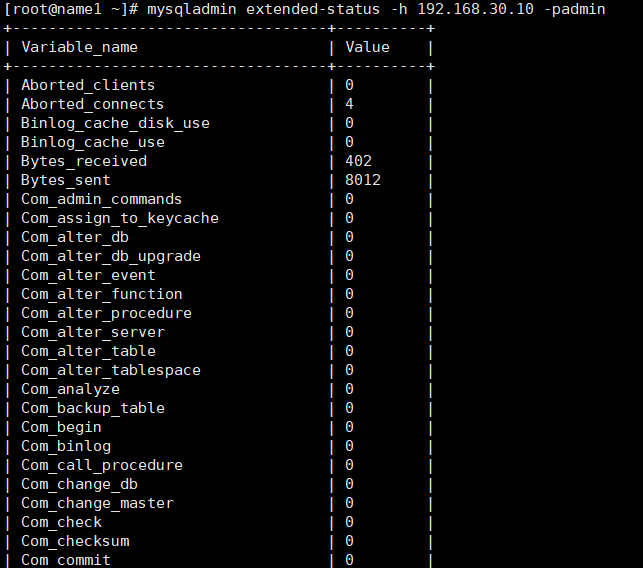 [root@name1 ~]# mysqladmin extended-status -h 192.168.30.10 -padmin
+-----------------------------------+----------+
| Variable_name                     | Value    |
+-----------------------------------+----------+
| Aborted_clients                   | 0        |
| Aborted_connects                  | 4        |
| Binlog_cache_disk_use             | 0        |
| Binlog_cache_use                  | 0        |
| Bytes_received                    | 402      |
| Bytes_sent                        | 8012     |
| Com_admin_commands                | 0        |
| Com_assign_to_keycache            | 0        |
| Com_alter_db                      | 0        |
| Com_alter_db_upgrade              | 0        |
| Com_alter_event                   | 0        |
| Com_alter_function                | 0        |
| Com_alter_procedure               | 0        |
| Com_alter_server                  | 0        |
| Com_alter_table                   | 0        |
| Com_alter_tablespace              | 0        |
| Com_analyze                       | 0        |
| Com_backup_table                  | 0        |
| Com_begin                         | 0        |
| Com_binlog                        | 0        |
| Com_call_procedure                | 0        |
| Com_change_db                     | 0        |
| Com_change_master                 | 0        |
| Com_check                         | 0        |
| Com_checksum                      | 0        |
| Com_commit                        | 0        |